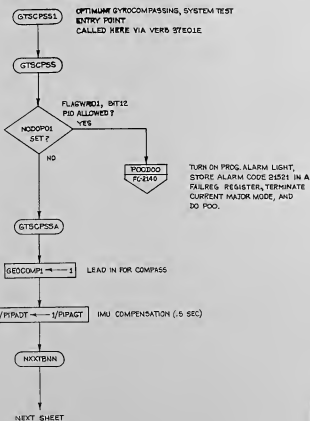 GTSCPSS1
OPTIMUM GYROCOMPASSING, SYSTEM TEST
ENTRY POINT
CALLED HERE VIA VERB 37E01E
GTSCPSS
FLAGWRD1, BIT12
P1D ALLOWED?
YES
NODOP01
SET?
NO
POODOO
FC-2140
TURN ON PROG. ALARM LIGHT,
STORE ALARM CODE 21521 IN A
FAILREG REGISTER, TERMINATE
CURRENT MAJOR MODE, AND
DO POO.
GTSCPSSA
GEOCOMP1 ← 1
LEAD IN FOR COMPASS
/PIPADT ← 1/PIPAGT
IMU COMPENSATION (.5 SEC)
NXXTBNN
NEXT SHEET